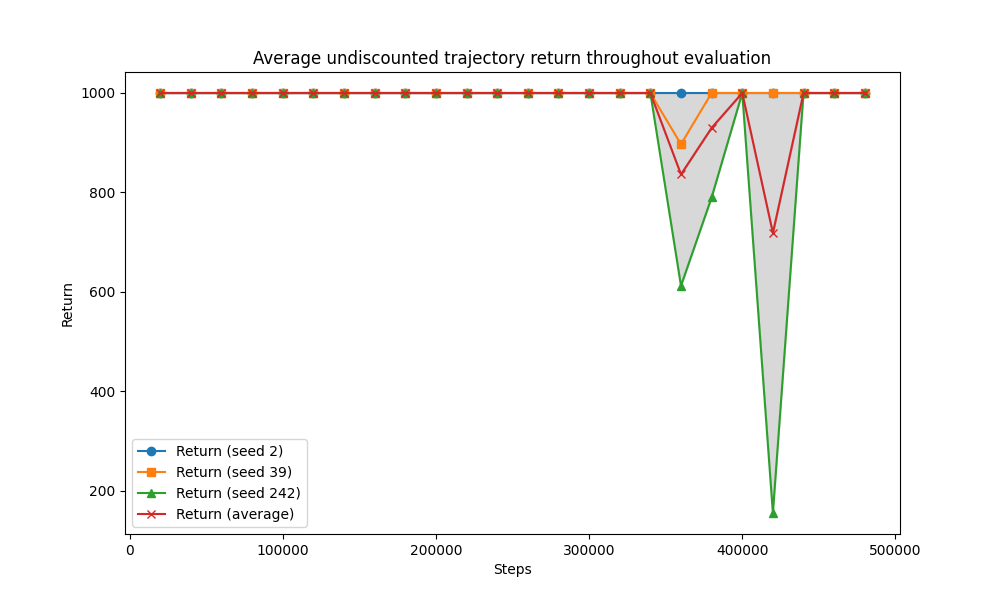 Average undiscounted trajectory return throughout evaluation
1000
800
600
400
200
Return
Return (seed 2)
Return (seed 39)
Return (seed 242)
Return (average)
0
100000
200000
300000
400000
500000
Steps